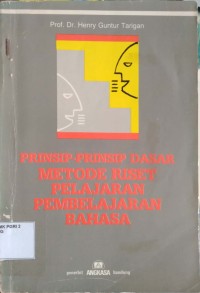 Prof. Dr. Henry Guntur Tarigan
PRINSIP-PRINSIP DASAR
METODE RISET
PELAJARAN
PEMBELAJARAN
BAHASA
penerbit ANGKASA bandung